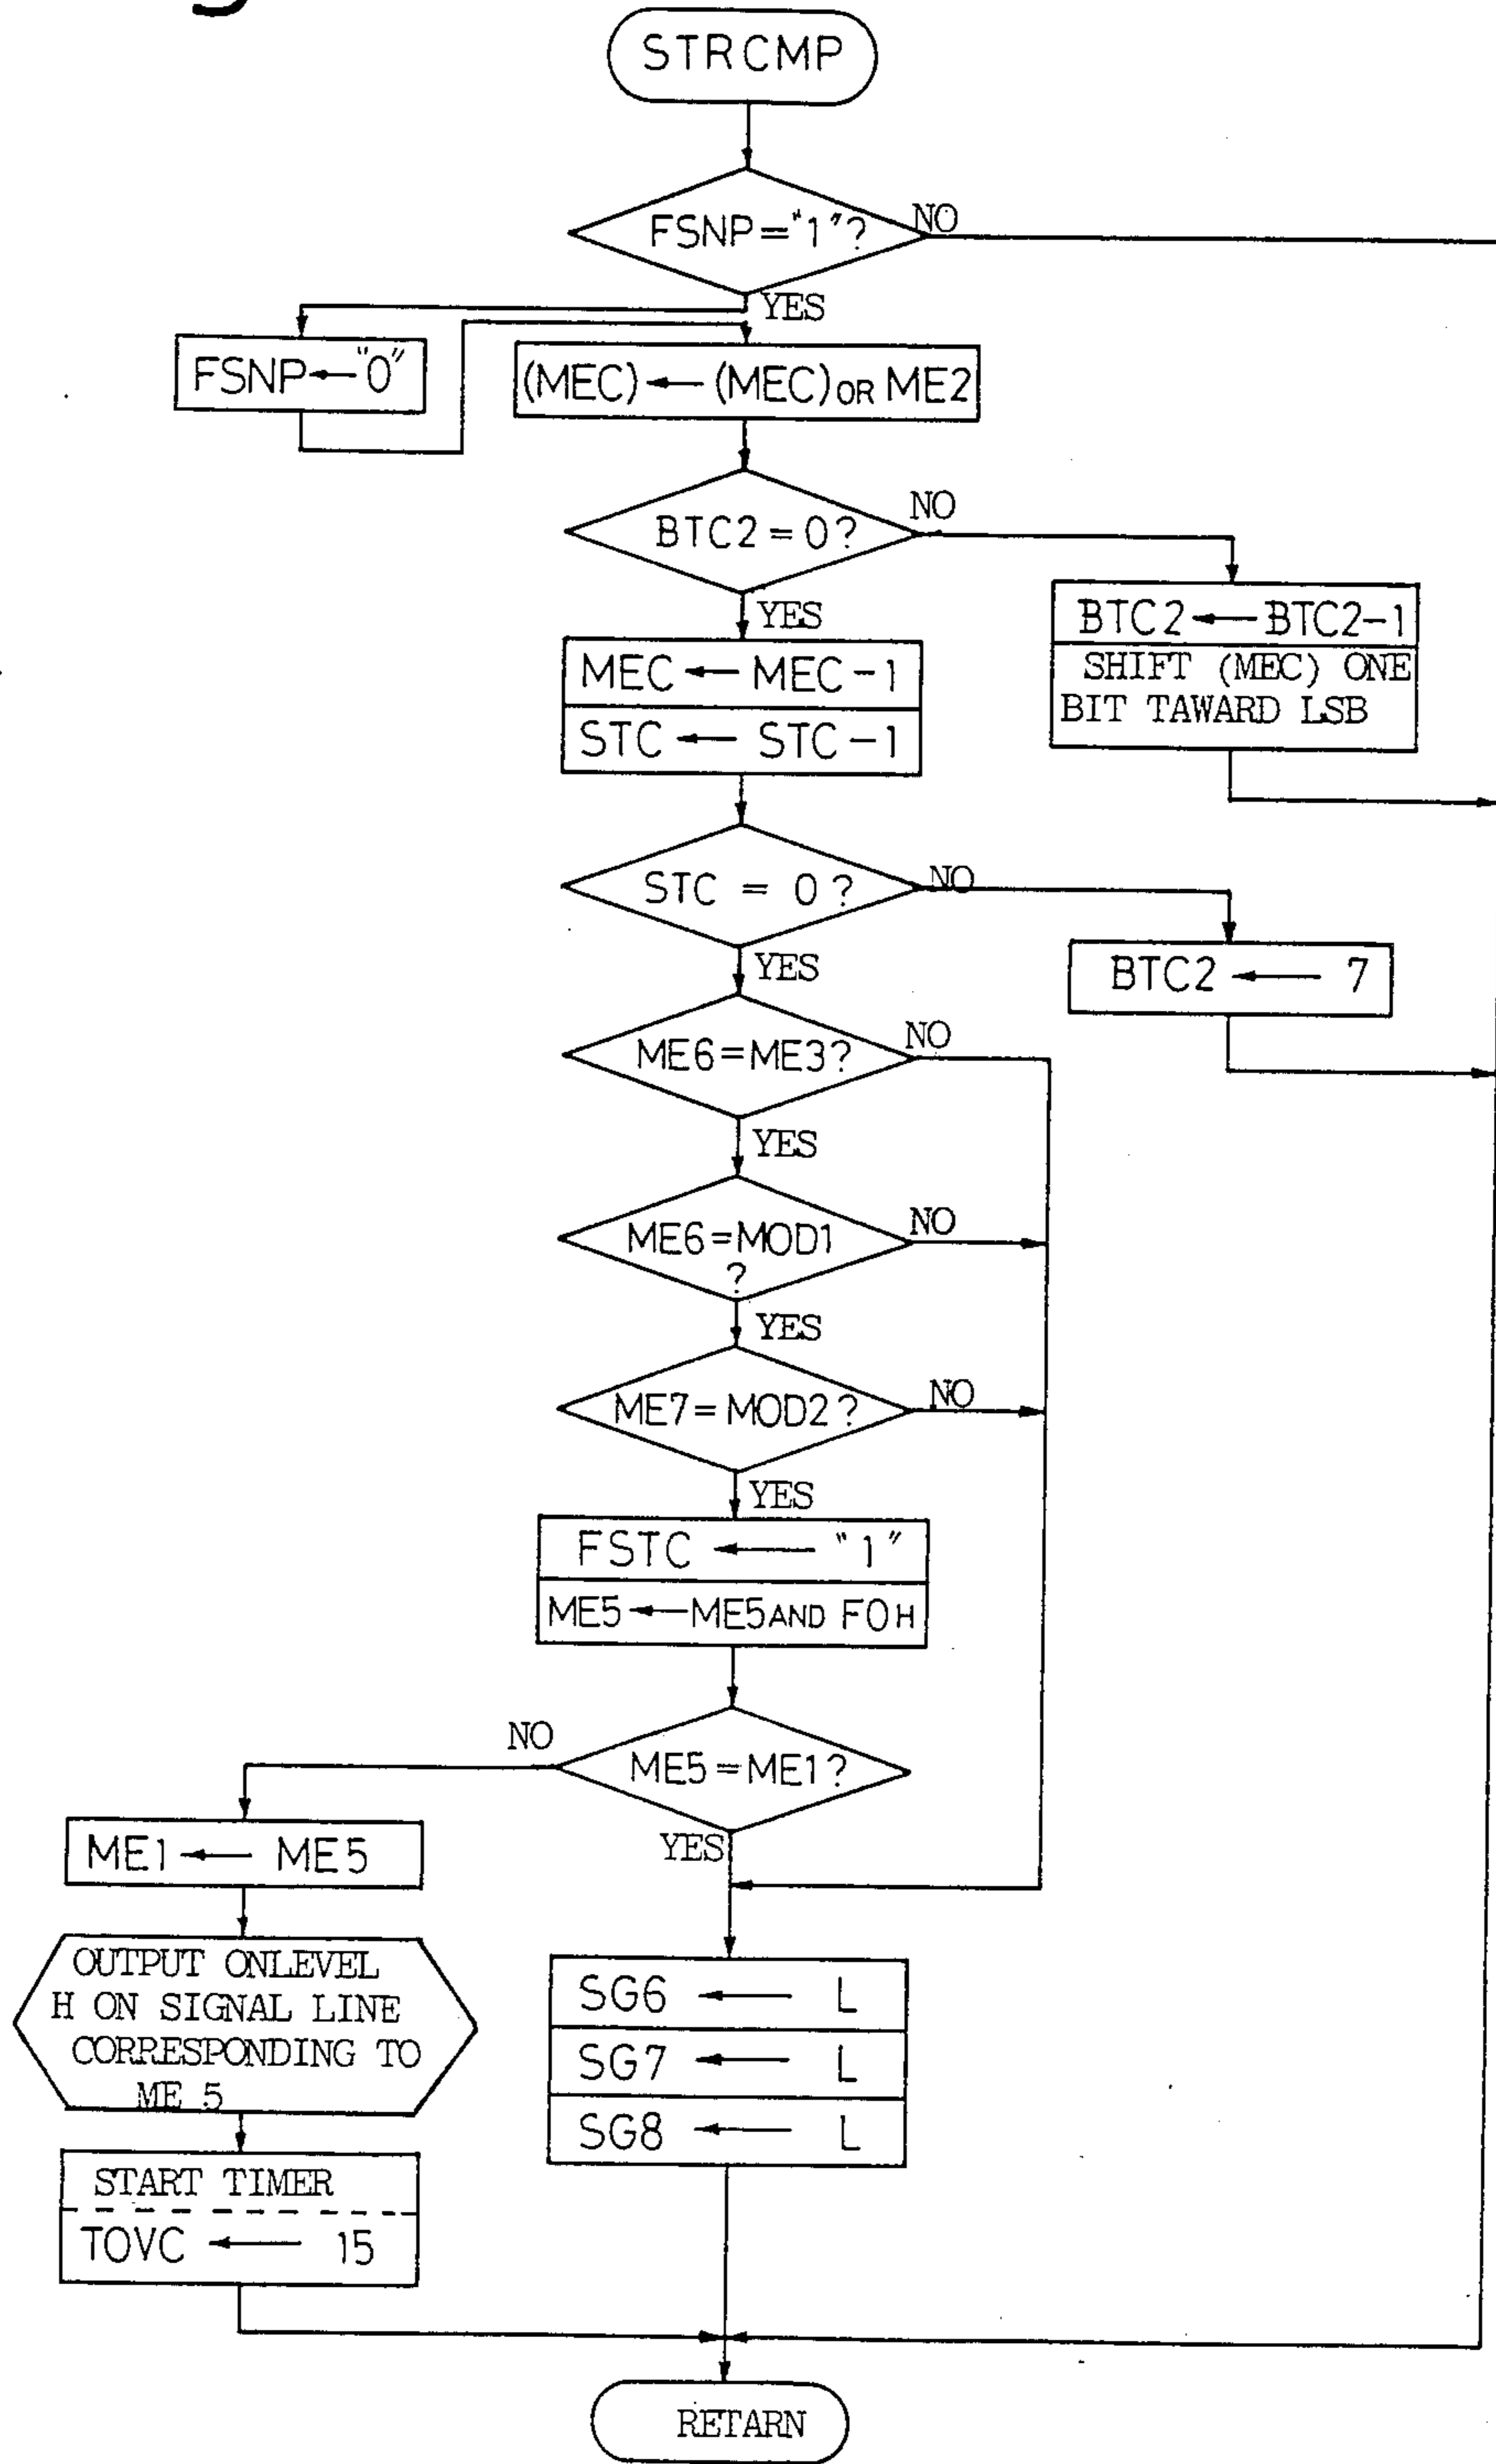 STRCMP
FSNP="1"?
NO
YES
FSNP←"0"
(MEC)←(MEC)OR ME2
BTC2=0?
NO
YES
BTC2←BTC2-1
SHIFT (MEC) ONE
BIT TAWARD LSB
MEC←MEC-1
STC←STC-1
STC = 0?
NO
YES
BTC2←7
ME6=ME3?
NO
YES
ME6=MOD1
?
NO
YES
ME7=MOD2?
NO
YES
FSTC←"1"
ME5←ME5AND F0H
NO
ME5=ME1?
YES
ME1←ME5
OUTPUT ONLEVEL
H ON SIGNAL LINE
CORRESPONDING TO
ME 5
SG6←L
SG7←L
SG8←L
START TIMER
TOVC←15
RETARN